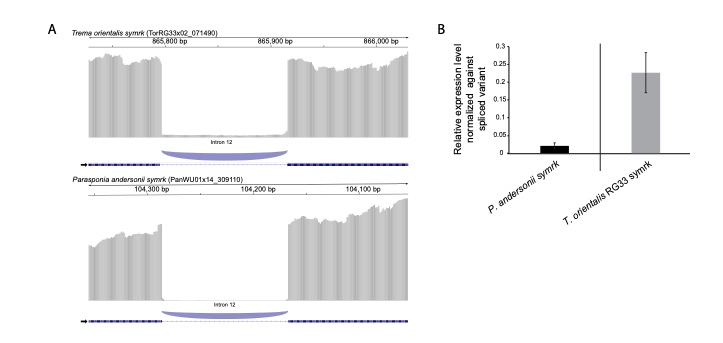 A
Trema orientalis symrk (TorRG33x02_071490)
865,800 bp 865,900 bp 866,000 bp
Intron 12
Parasponia andersonii symrk (PanWU01x14_309110)
104,300 bp 104,200 bp 104,100 bp
Intron 12
B
Relative expression level
normalized against
spliced variant
0.3
0.25
0.2
0.15
0.1
0.05
0
P. andersonii symrk
T. orientalis RG33 symrk